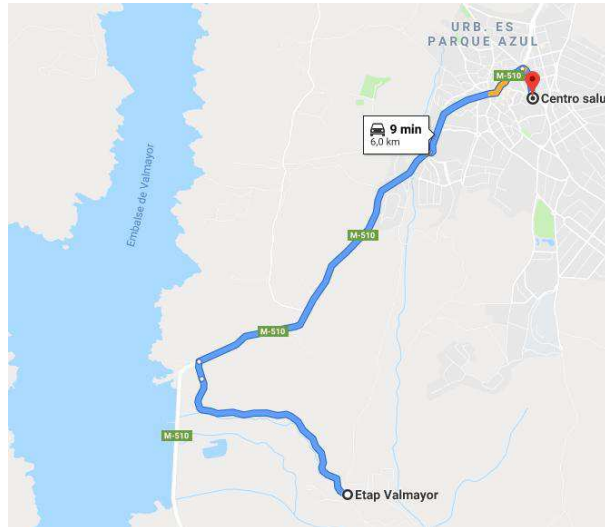 URB. ES
PARQUE AZUL
M-510
Centro salu
9 min
6,0 km
Embalse de Valmayor
M-510
M-510
M-510
Etap Valmayor